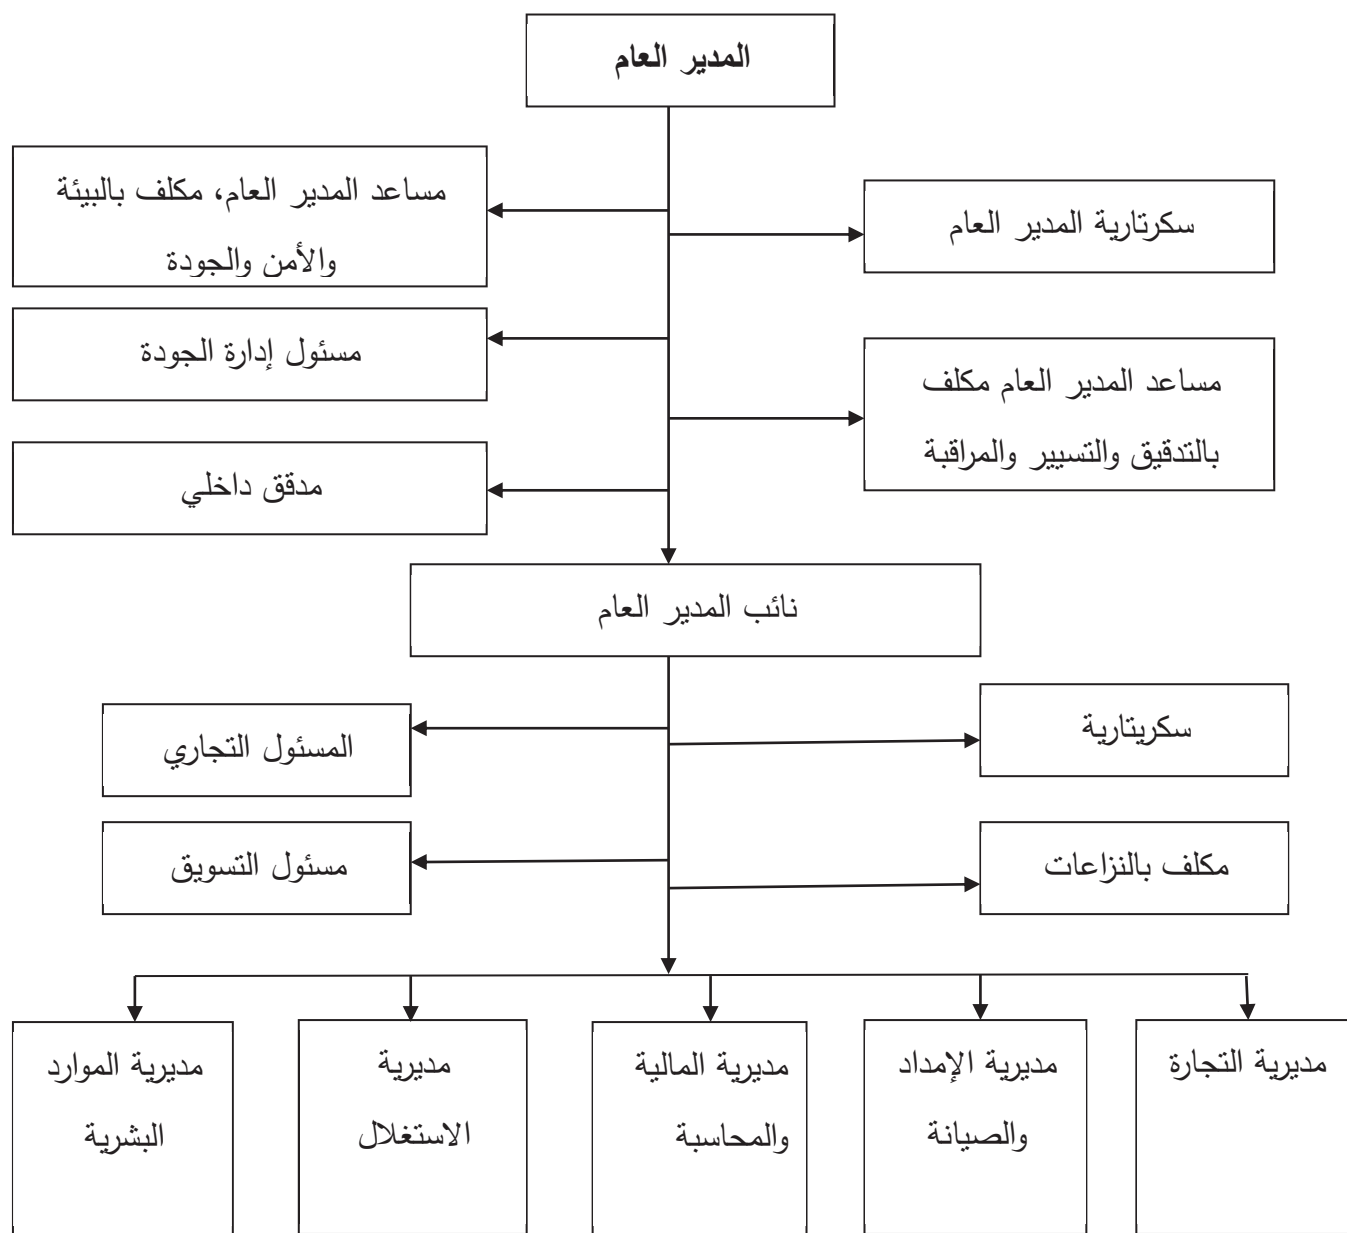 المدير العام
سكرتارية المدير العام
مساعد المدير العام، مكلف بالبيئة
والأمن والجودة
مسئول إدارة الجودة
مساعد المدير العام مكلف
بالتدقيق والتسيير والمراقبة
مدقق داخلي
نائب المدير العام
سكريتارية
المسئول التجاري
مكلف بالنزاعات
مسئول التسويق
مديرية التجارة
مديرية الإمداد
والصيانة
مديرية المالية
والمحاسبة
مديرية
الاستغلال
مديرية الموارد
البشرية